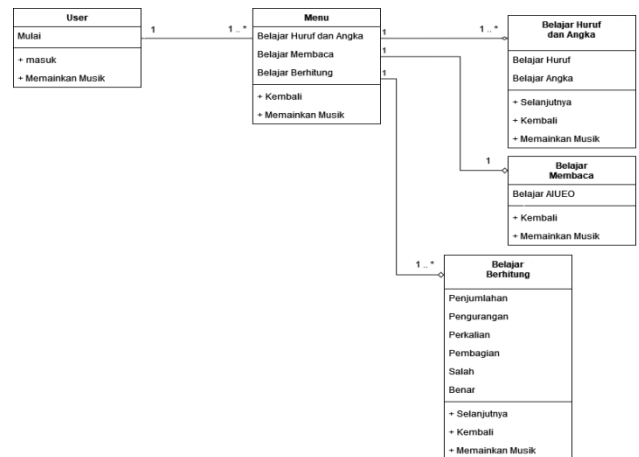 User
Mulai
+ masuk
+ Memainkan Musik
1
1..*
Menu
Belajar Huruf dan Angka
Belajar Membaca
Belajar Berhitung
+ Kembali
+ Memainkan Musik
1
1..*
1
1
1
1..*
Belajar Huruf
dan Angka
Belajar Huruf
Belajar Angka
+ Selanjutnya
+ Kembali
+ Memainkan Musik
Belajar
Membaca
Belajar AIUEO
+ Kembali
+ Memainkan Musik
Belajar
Berhitung
Penjumlahan
Pengurangan
Perkalian
Pembagian
Salah
Benar
+ Selanjutnya
+ Kembali
+ Memainkan Musik